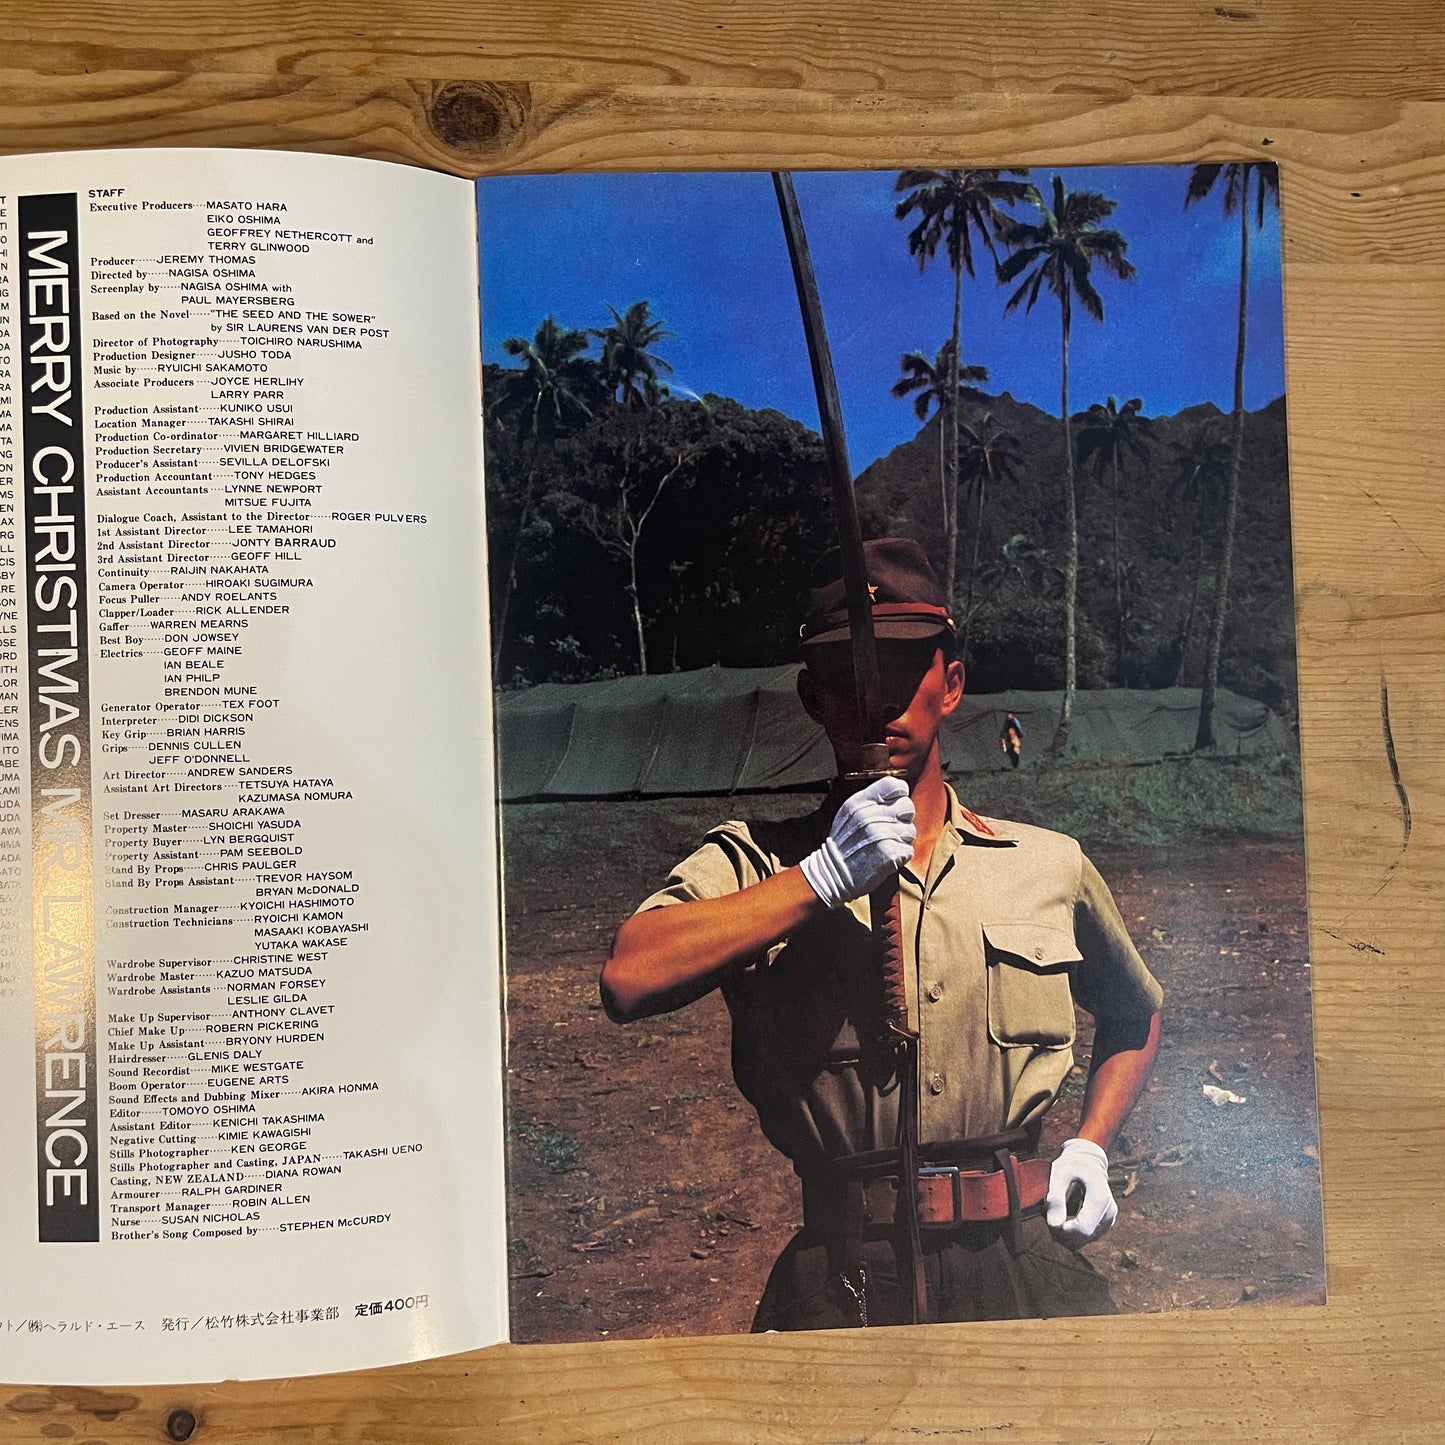 MERRY CHRISTMAS MR. LAWRENCE
STAFF
Executive Producers····MASATO HARA
EIKO OSHIMA
GEOFFREY NETHERCOTT and
TERRY GLINWOOD
Producer······JEREMY THOMAS
Directed by······NAGISA OSHIMA
Screenplay by······NAGISA OSHIMA with
PAUL MAYERSBERG
Based on the Novel······"THE SEED AND THE SOWER"
by SIR LAURENS VAN DER POST
Director of Photography······TOICHIRO NARUSHIMA
Production Designer······JUSHO TODA
Music by······RYUICHI SAKAMOTO
Associate Producers ····JOYCE HERLIHY
LARRY PARR
Production Assistant······KUNIKO USUI
Location Manager······TAKASHI SHIRAI
Production Co-ordinator······MARGARET HILLIARD
Production Secretary······VIVIEN BRIDGEWATER
Producer's Assistant······SEVILLA DELOFSKI
Production Accountant······TONY HEDGES
Assistant Accountants ····LYNNE NEWPORT
MITSUE FUJITA
Dialogue Coach, Assistant to the Director······ROGER PULVERS
1st Assistant Director······LEE TAMAHORI
2nd Assistant Director······JONTY BARRAUD
3rd Assistant Director······GEOFF HILL
Continuity······RAIJIN NAKAHATA
Camera Operator······HIROAKI SUGIMURA
Focus Puller······ANDY ROELANTS
Clapper/Loader······RICK ALLENDER
Gaffer······WARREN MEARNS
Best Boy······DON JOWSEY
Electrics······GEOFF MAINE
IAN BEALE
IAN PHILP
BRENDON MUNE
Generator Operator······TEX FOOT
Interpreter······DIDI DICKSON
Key Grip······BRIAN HARRIS
Grips······DENNIS CULLEN
JEFF O'DONNELL
Art Director······ANDREW SANDERS
Assistant Art Directors ····TETSUYA HATAYA
KAZUMASA NOMURA
Set Dresser······MASARU ARAKAWA
Property Master······SHOICHI YASUDA
Property Buyer······LYN BERGQUIST
Property Assistant······PAM SEEBOLD
Stand By Props······CHRIS PAULGER
Stand By Props Assistant······TREVOR HAYSOM
BRYAN McDONALD
Construction Manager······KYOICHI HASHIMOTO
Construction Technicians······RYOICHI KAMON
MASAAKI KOBAYASHI
YUTAKA WAKASE
Wardrobe Supervisor······CHRISTINE WEST
Wardrobe Master······KAZUO MATSUDA
Wardrobe Assistants ····NORMAN FORSEY
LESLIE GILDA
Make Up Supervisor······ANTHONY CLAVET
Chief Make Up······ROBERN PICKERING
Make Up Assistant······BRYONY HURDEN
Hairdresser······GLENIS DALY
Sound Recordist······MIKE WESTGATE
Boom Operator······EUGENE ARTS
Sound Effects and Dubbing Mixer······AKIRA HONMA
Editor······TOMOYO OSHIMA
Assistant Editor······KENICHI TAKASHIMA
Negative Cutting······KIMIE KAWAGISHI
Stills Photographer······KEN GEORGE
Stills Photographer and Casting, JAPAN······TAKASHI UENO
Casting, NEW ZEALAND······DIANA ROWAN
Armourer······RALPH GARDINER
Transport Manager······ROBIN ALLEN
Nurse······SUSAN NICHOLAS
Brother's Song Composed by······STEPHEN McCURDY
フト／㈱ヘラルド・エース 発行／松竹株式会社事業部 定価400円